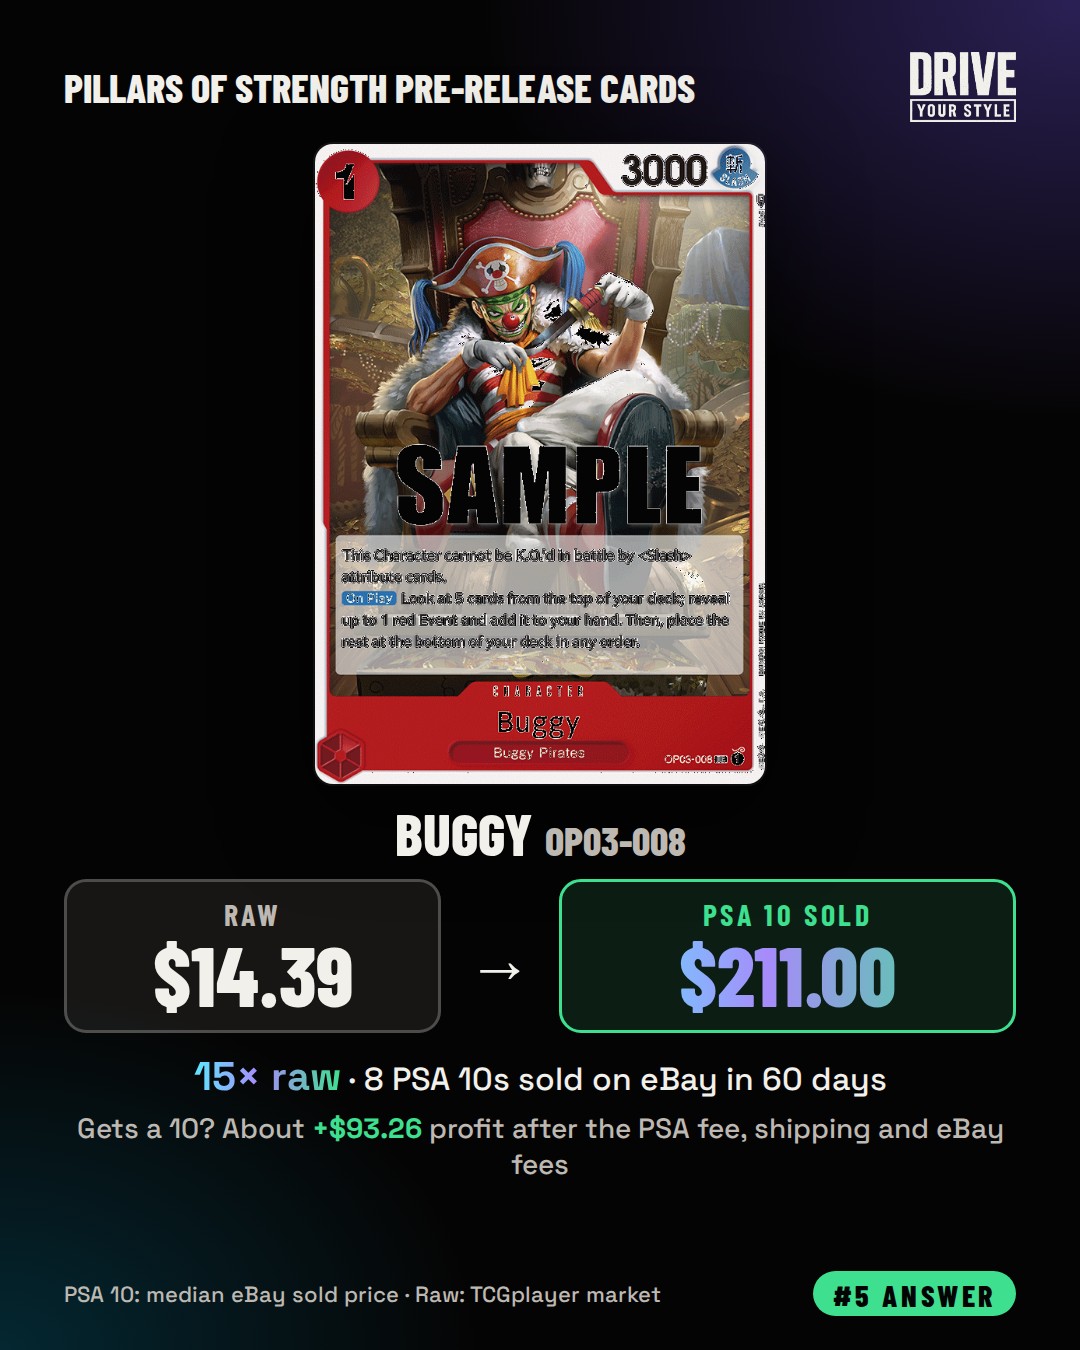 PILLARS OF STRENGTH PRE-RELEASE CARDS
DRIVE
YOUR STYLE
1
3000
SAMPLE
This Character cannot be K.O.'d in battle by <Slash>
attribute cards.
On Play Look at 5 cards from the top of your deck; reveal
up to 1 red Event and add it to your hand. Then, place the
rest at the bottom of your deck in any order.
CHARACTER
Buggy
Buggy Pirates
OP03-008
BUGGY OP03-008
RAW
$14.39
→
PSA 10 SOLD
$211.00
15× raw · 8 PSA 10s sold on eBay in 60 days
Gets a 10? About +$93.26 profit after the PSA fee, shipping and eBay
fees
PSA 10: median eBay sold price · Raw: TCGplayer market
#5 ANSWER